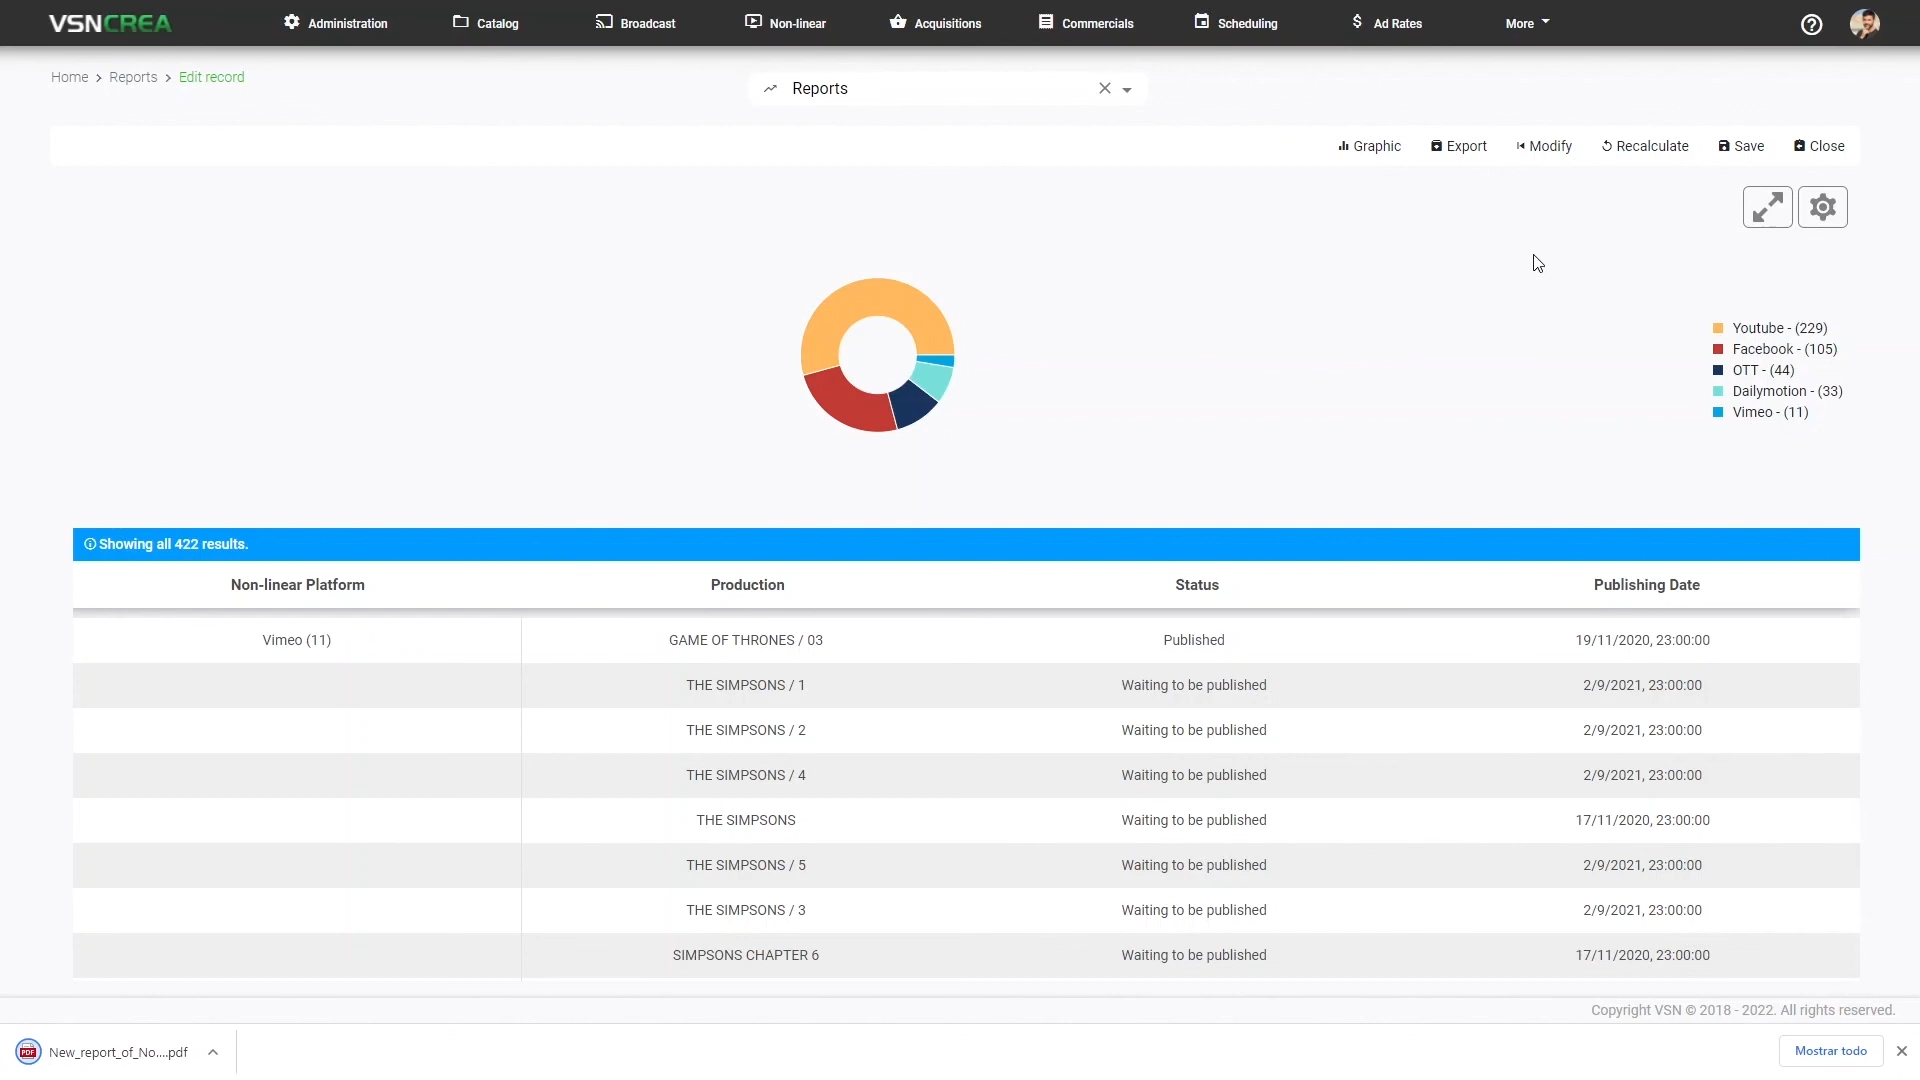 VSNCREA
Administration
Catalog
Broadcast
Non-linear
Acquisitions
Commercials
Scheduling
$ Ad Rates
More
Home > Reports > Edit record
Reports
Graphic
Export
Modify
Recalculate
Save
Close
Youtube - (229)
Facebook - (105)
OTT - (44)
Dailymotion - (33)
Vimeo - (11)
Showing all 422 results.
Non-linear Platform Production Status Publishing Date
Vimeo (11) GAME OF THRONES / 03 Published 19/11/2020, 23:00:00
THE SIMPSONS / 1 Waiting to be published 2/9/2021, 23:00:00
THE SIMPSONS / 2 Waiting to be published 2/9/2021, 23:00:00
THE SIMPSONS / 4 Waiting to be published 2/9/2021, 23:00:00
THE SIMPSONS Waiting to be published 17/11/2020, 23:00:00
THE SIMPSONS / 5 Waiting to be published 2/9/2021, 23:00:00
THE SIMPSONS / 3 Waiting to be published 2/9/2021, 23:00:00
SIMPSONS CHAPTER 6 Waiting to be published 17/11/2020, 23:00:00
Copyright VSN © 2018 - 2022. All rights reserved.
PDF New_report_of_No....pdf
Mostrar todo